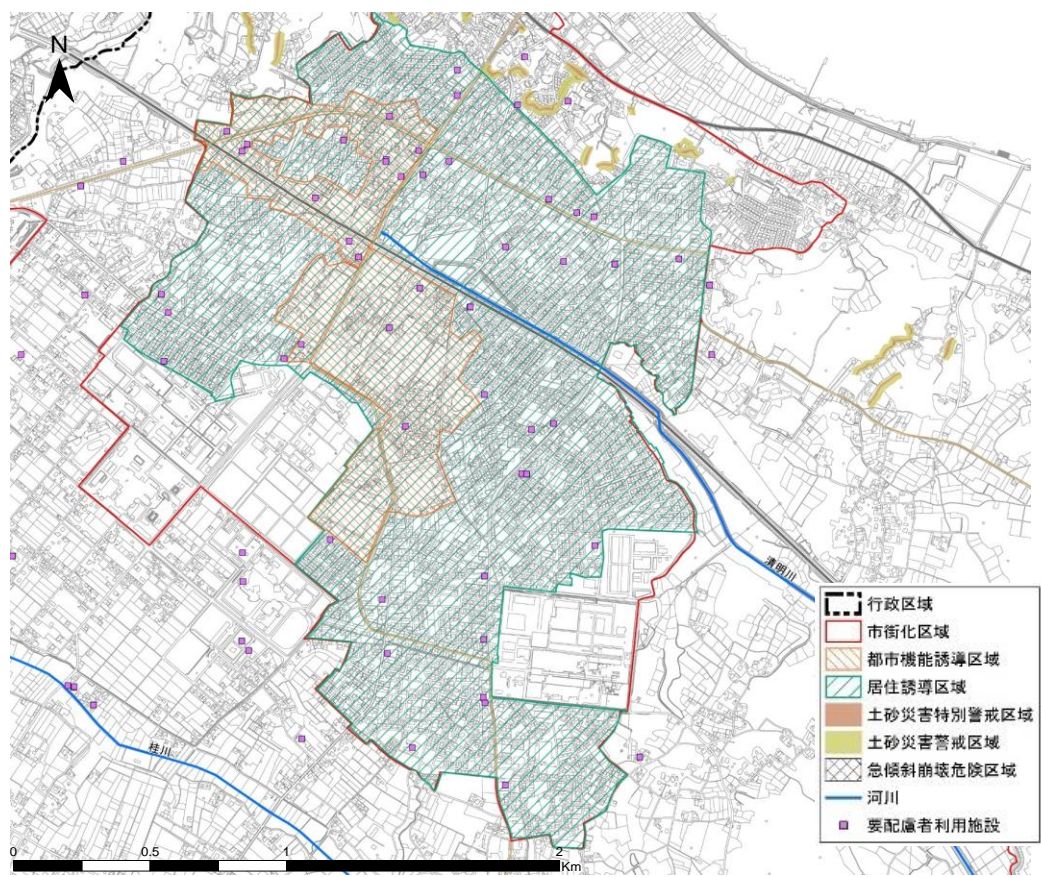 N
清明川
桂川
行政区域
市街化区域
都市機能誘導区域
居住誘導区域
土砂災害特別警戒区域
土砂災害警戒区域
急傾斜崩壊危険区域
河川
要配慮者利用施設
0 0.5 1 2
Km